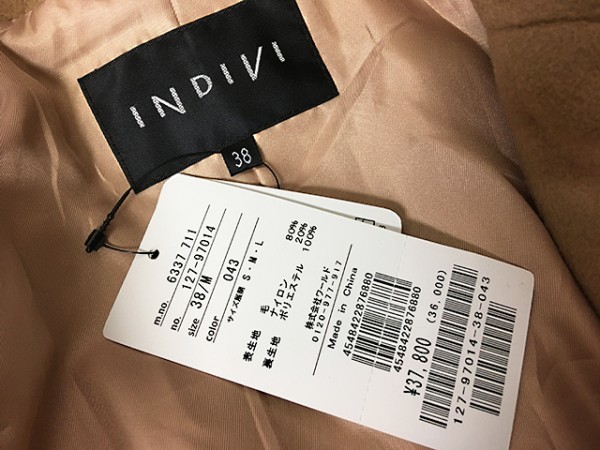 INDIVI
38
m.no. 6337 711
no. 127-97014
size 38/M
color 043
サイズ展開 S・M・L
表生地 毛 80%
ナイロン 20%
裏生地 ポリエステル 100%
株式会社ワールド
0120-977-917
Made in China
4548422876880
4548422876880
¥37,800 (36,000)
127-97014-38-043